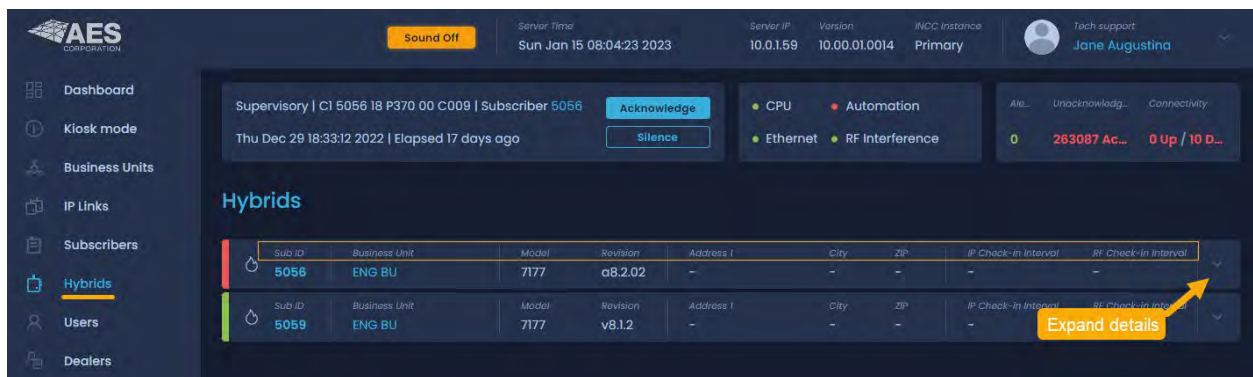 AES
CORPORATION
Sound Off
Server Time
Sun Jan 15 08:04:23 2023
Server IP
10.0.1.59
Version
10.00.01.0014
INCC Instance
Primary
Tech support
Jane Augustina
Dashboard
Kiosk mode
Business Units
IP Links
Subscribers
Hybrids
Users
Dealers
Supervisory | C1 5056 18 P370 00 C009 | Subscriber 5056
Thu Dec 29 18:33:12 2022 | Elapsed 17 days ago
Acknowledge
Silence
CPU
Automation
Ethernet
RF Interference
Ale...
Unacknowledg...
Connectivity
0
263087 Ac...
0 Up / 10 D...
Hybrids
Sub ID Business Unit Model Revision Address 1 City ZIP IP Check-in Interval RF Check-in Interval
5056 ENG BU 7177 a8.2.02 - - - - -
Sub ID Business Unit Model Revision Address 1 City ZIP IP Check-in Interval RF Check-in
5059 ENG BU 7177 v8.1.2 - - - -
Expand details